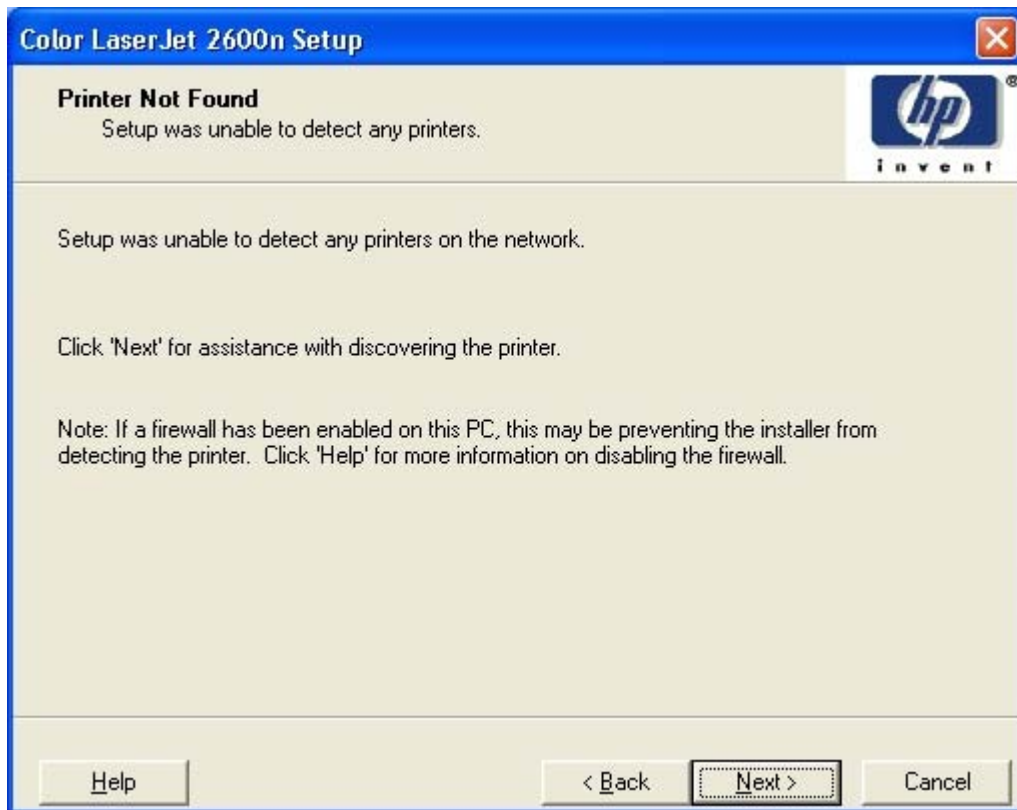 Color LaserJet 2600n Setup
Printer Not Found
Setup was unable to detect any printers.
hp
®
invent
Setup was unable to detect any printers on the network.
Click 'Next' for assistance with discovering the printer.
Note: If a firewall has been enabled on this PC, this may be preventing the installer from
detecting the printer.  Click 'Help' for more information on disabling the firewall.
Help
< Back
Next >
Cancel